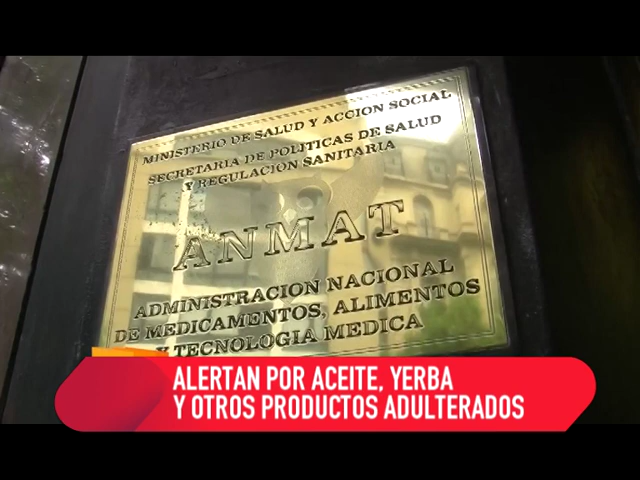 MINISTERIO DE SALUD Y ACCION SOCIAL
SECRETARIA DE POLITICAS DE SALUD
Y REGULACION SANITARIA
ANMAT
ADMINISTRACION NACIONAL
DE MEDICAMENTOS, ALIMENTOS
Y TECNOLOGIA MEDICA
ALERTAN POR ACEITE, YERBA
Y OTROS PRODUCTOS ADULTERADOS